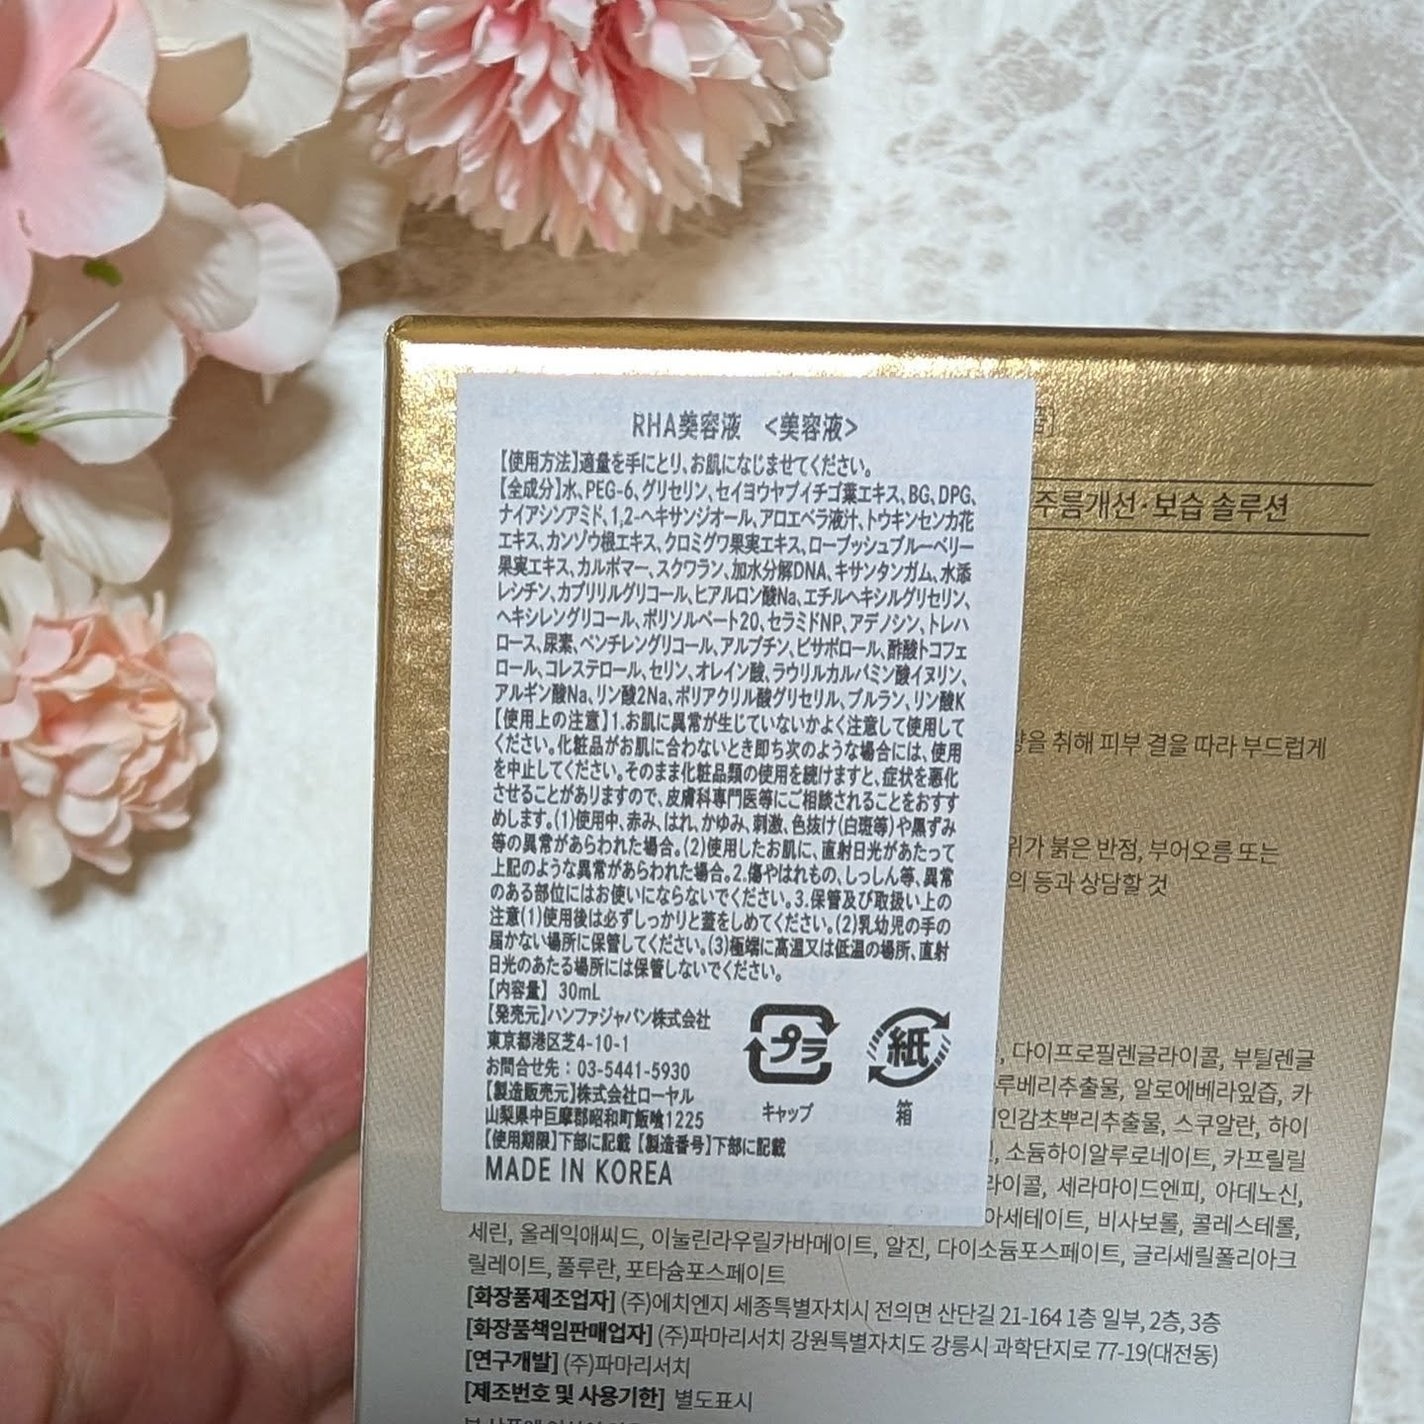 RHA美容液 <美容液>
【使用方法】適量を手にとり、お肌になじませてください。
【全成分】水、PEG-6、グリセリン、セイヨウヤブイチゴ葉エキス、BG、DPG、
ナイアシンアミド、1,2-ヘキサンジオール、アロエベラ液汁、トウキンセンカ花
エキス、カンゾウ根エキス、クロミグワ果実エキス、ローブッシュブルーベリー
果実エキス、カルボマー、スクワラン、加水分解DNA、キサンタンガム、水添
レシチン、カプリリルグリコール、ヒアルロン酸Na、エチルヘキシルグリセリン、
ヘキシレングリコール、ポリソルベート20、セラミドNP、アデノシン、トレハ
ロース、尿素、ペンチレングリコール、アルブチン、ビサボロール、酢酸トコフェ
ロール、コレステロール、セリン、オレイン酸、ラウリルカルバミン酸イヌリン、
アルギン酸Na、リン酸2Na、ポリアクリル酸グリセリル、プルラン、リン酸K
【使用上の注意】1.お肌に異常が生じていないかよく注意して使用して
ください。化粧品がお肌に合わないとき即ち次のような場合には、使用
を中止してください。そのまま化粧品類の使用を続けますと、症状を悪化
させることがありますので、皮膚科専門医等にご相談されることをおすす
めします。(1)使用中、赤み、はれ、かゆみ、刺激、色抜け(白斑等)や黒ずみ
等の異常があらわれた場合。(2)使用したお肌に、直射日光があたって
上記のような異常があらわれた場合。2.傷やはれもの、しっしん等、異常
のある部位にはお使いにならないでください。3.保管及び取扱い上の
注意(1)使用後は必ずしっかりと蓋をしめてください。(2)乳幼児の手の
届かない場所に保管してください。(3)極端に高温又は低温の場所、直射
日光のあたる場所には保管しないでください。
【内容量】 30mL
【発売元】ハンファジャパン株式会社
東京都港区芝4-10-1
お問合せ先：03-5441-5930
【製造販売元】株式会社ローヤル
山梨県中巨摩郡昭和町飯喰1225
【使用期限】下部に記載【製造番号】下部に記載
MADE IN KOREA
プラ
キャップ
紙
箱
주름개선·보습 솔루션
취해 피부 결을 따라 부드럽게
붉은 반점, 부어오름 또는
의 등과 상담할 것
, 다이프로필렌글라이콜, 부틸렌글
루베리추출물, 알로에베라잎즙, 카
인감초뿌리추출물, 스쿠알란, 하이
, 소듐하이알루로네이트, 카프릴릴
라이콜, 세라마이드엔피, 아데노신,
아세테이트, 비사보롤, 콜레스테롤,
세린, 올레익애씨드, 이눌린라우릴카바메이트, 알진, 다이소듐포스페이트, 글리세릴폴리아크
릴레이트, 풀루란, 포타슘포스페이트
[화장품제조업자] (주)에치엔지 세종특별자치시 전의면 산단길 21-164 1층 일부, 2층, 3층
[화장품책임판매업자] (주)파마리서치 강원특별자치도 강릉시 과학단지로 77-19(대전동)
[연구개발] (주)파마리서치
[제조번호 및 사용기한] 별도표시